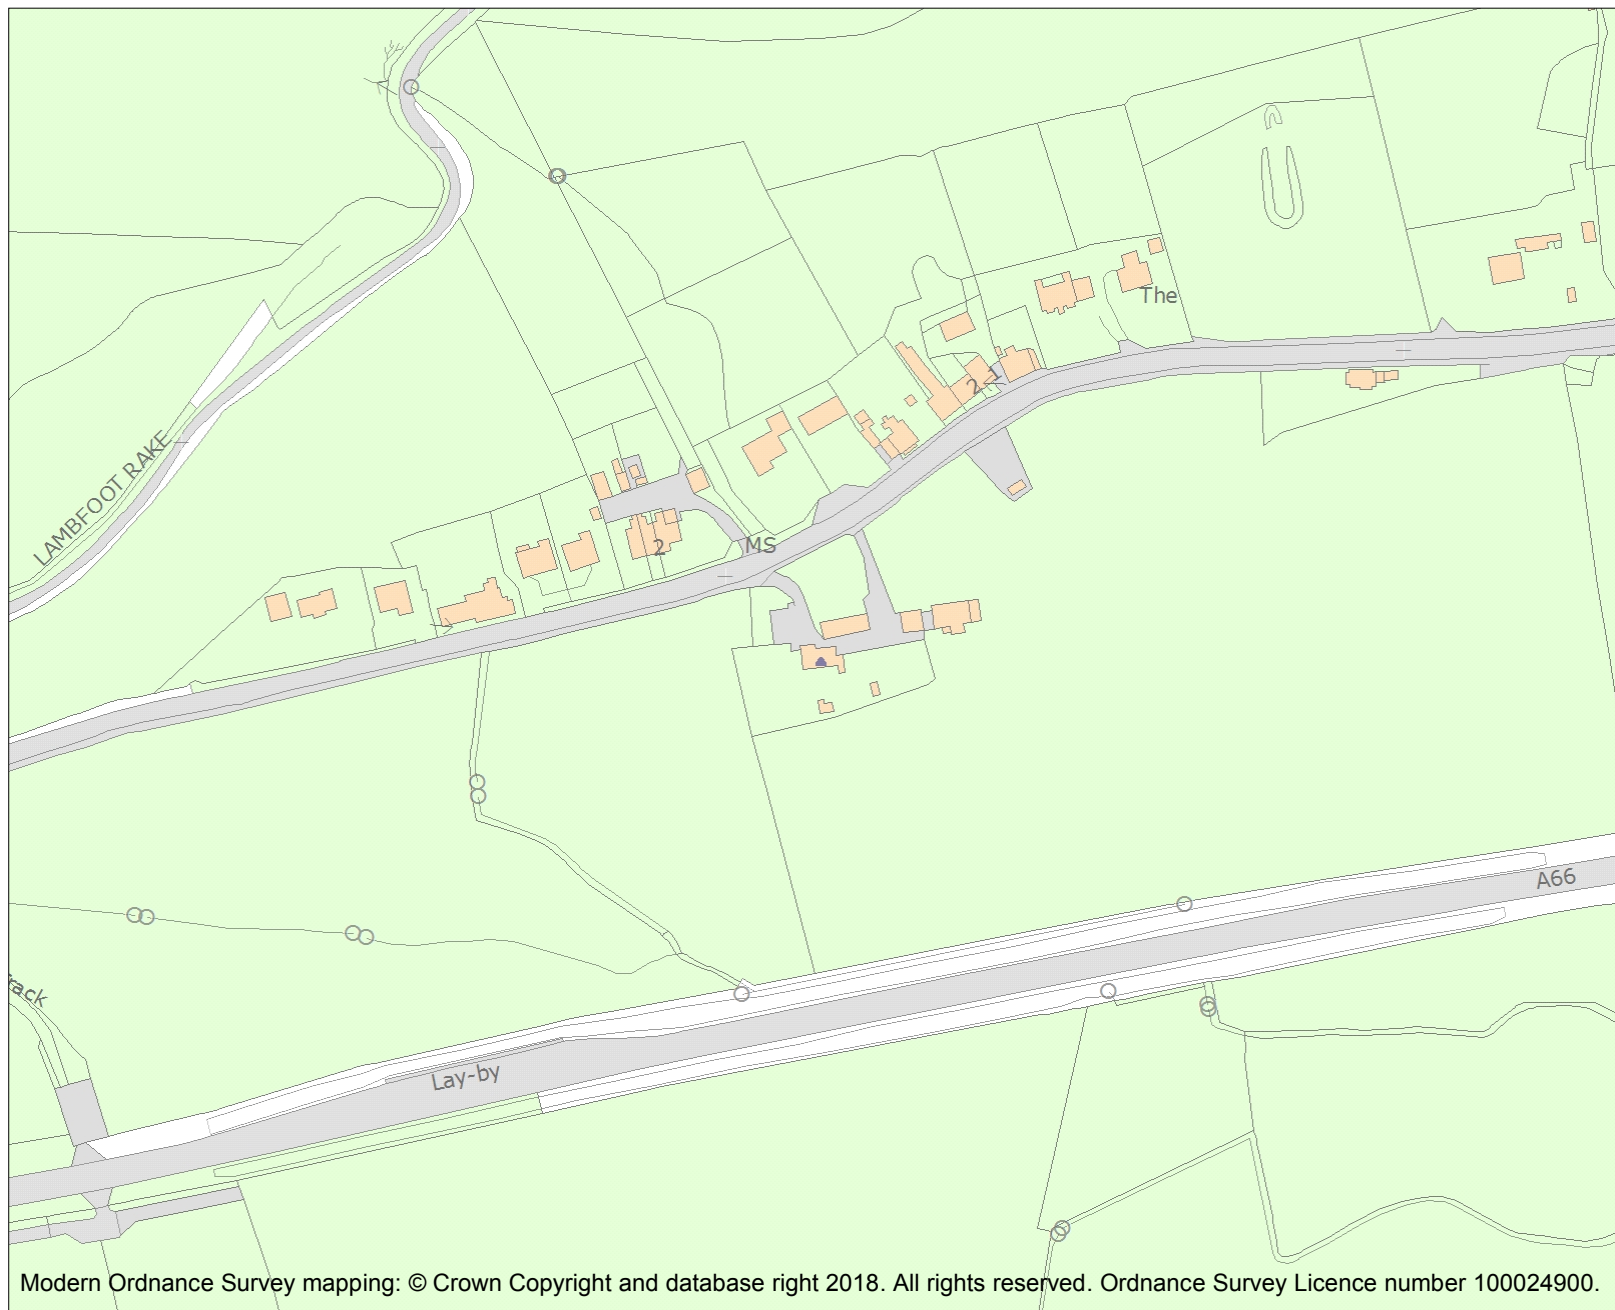 The
2
1
LAMBFOOT RAKE
MS
2
A66
rack
Lay-by
Modern Ordnance Survey mapping: © Crown Copyright and database right 2018. All rights reserved. Ordnance Survey Licence number 100024900.